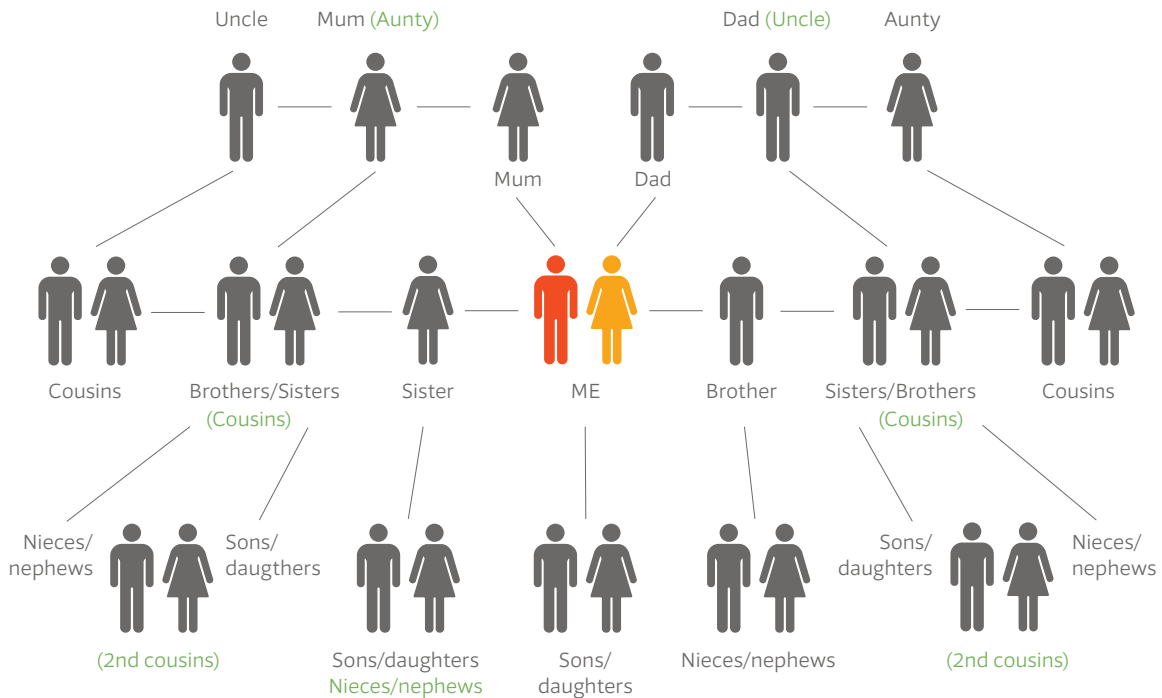 Uncle
Mum (Aunty)
Dad (Uncle)
Aunty
Mum
Dad
Cousins
Brothers/Sisters
(Cousins)
Sister
ME
Brother
Sisters/Brothers
(Cousins)
Cousins
Nieces/
nephews
Sons/
daugthers
Sons/
daughters
Nieces/
nephews
(2nd cousins)
Sons/daughters
Nieces/nephews
Sons/
daughters
Nieces/nephews
(2nd cousins)